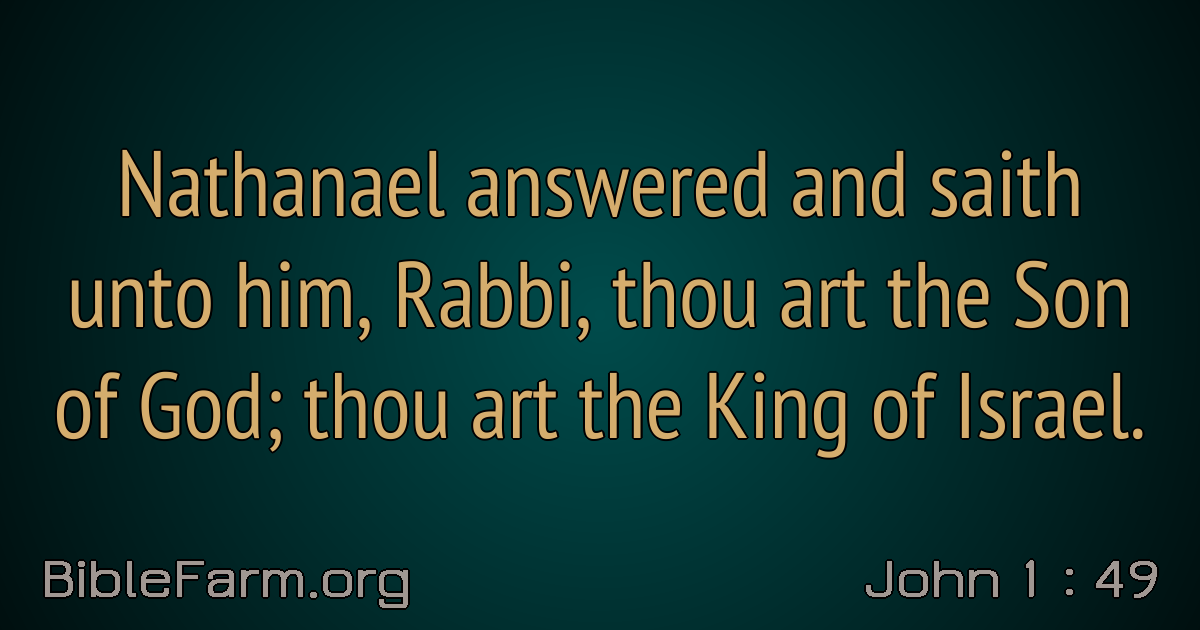 Nathanael answered and saith
unto him, Rabbi, thou art the Son
of God; thou art the King of Israel.
BibleFarm.org
John 1 : 49